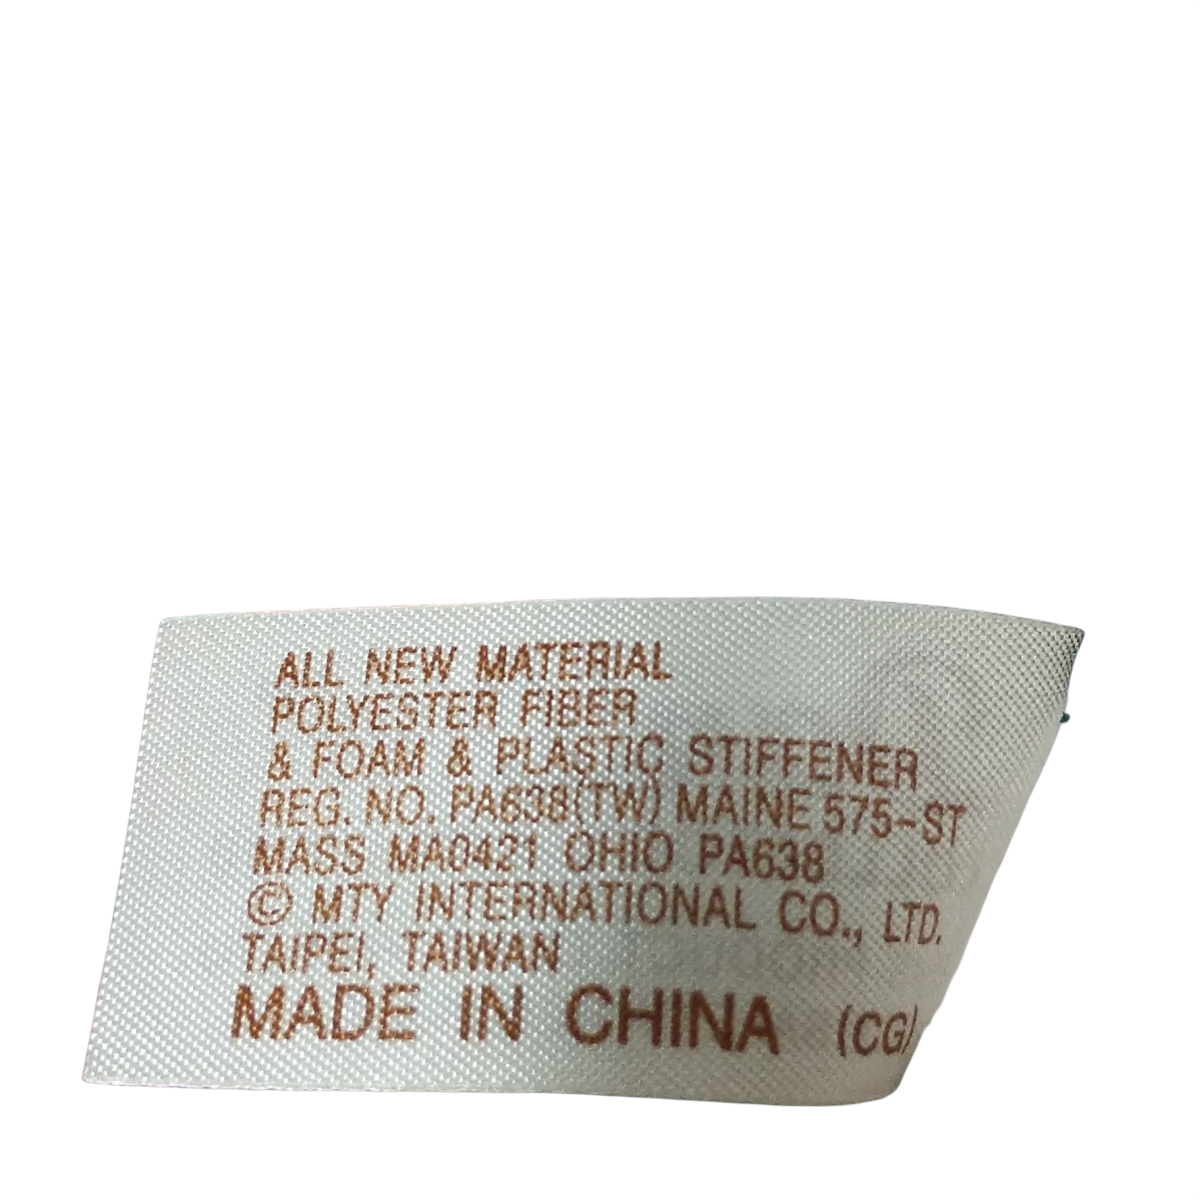 ALL NEW MATERIAL
POLYESTER FIBER
& FOAM & PLASTIC STIFFENER
REG. NO. PA638(TW) MAINE 575-ST
MASS MA0421 OHIO PA638
© MTY INTERNATIONAL CO., LTD.
TAIPEI, TAIWAN
MADE IN CHINA (CG)